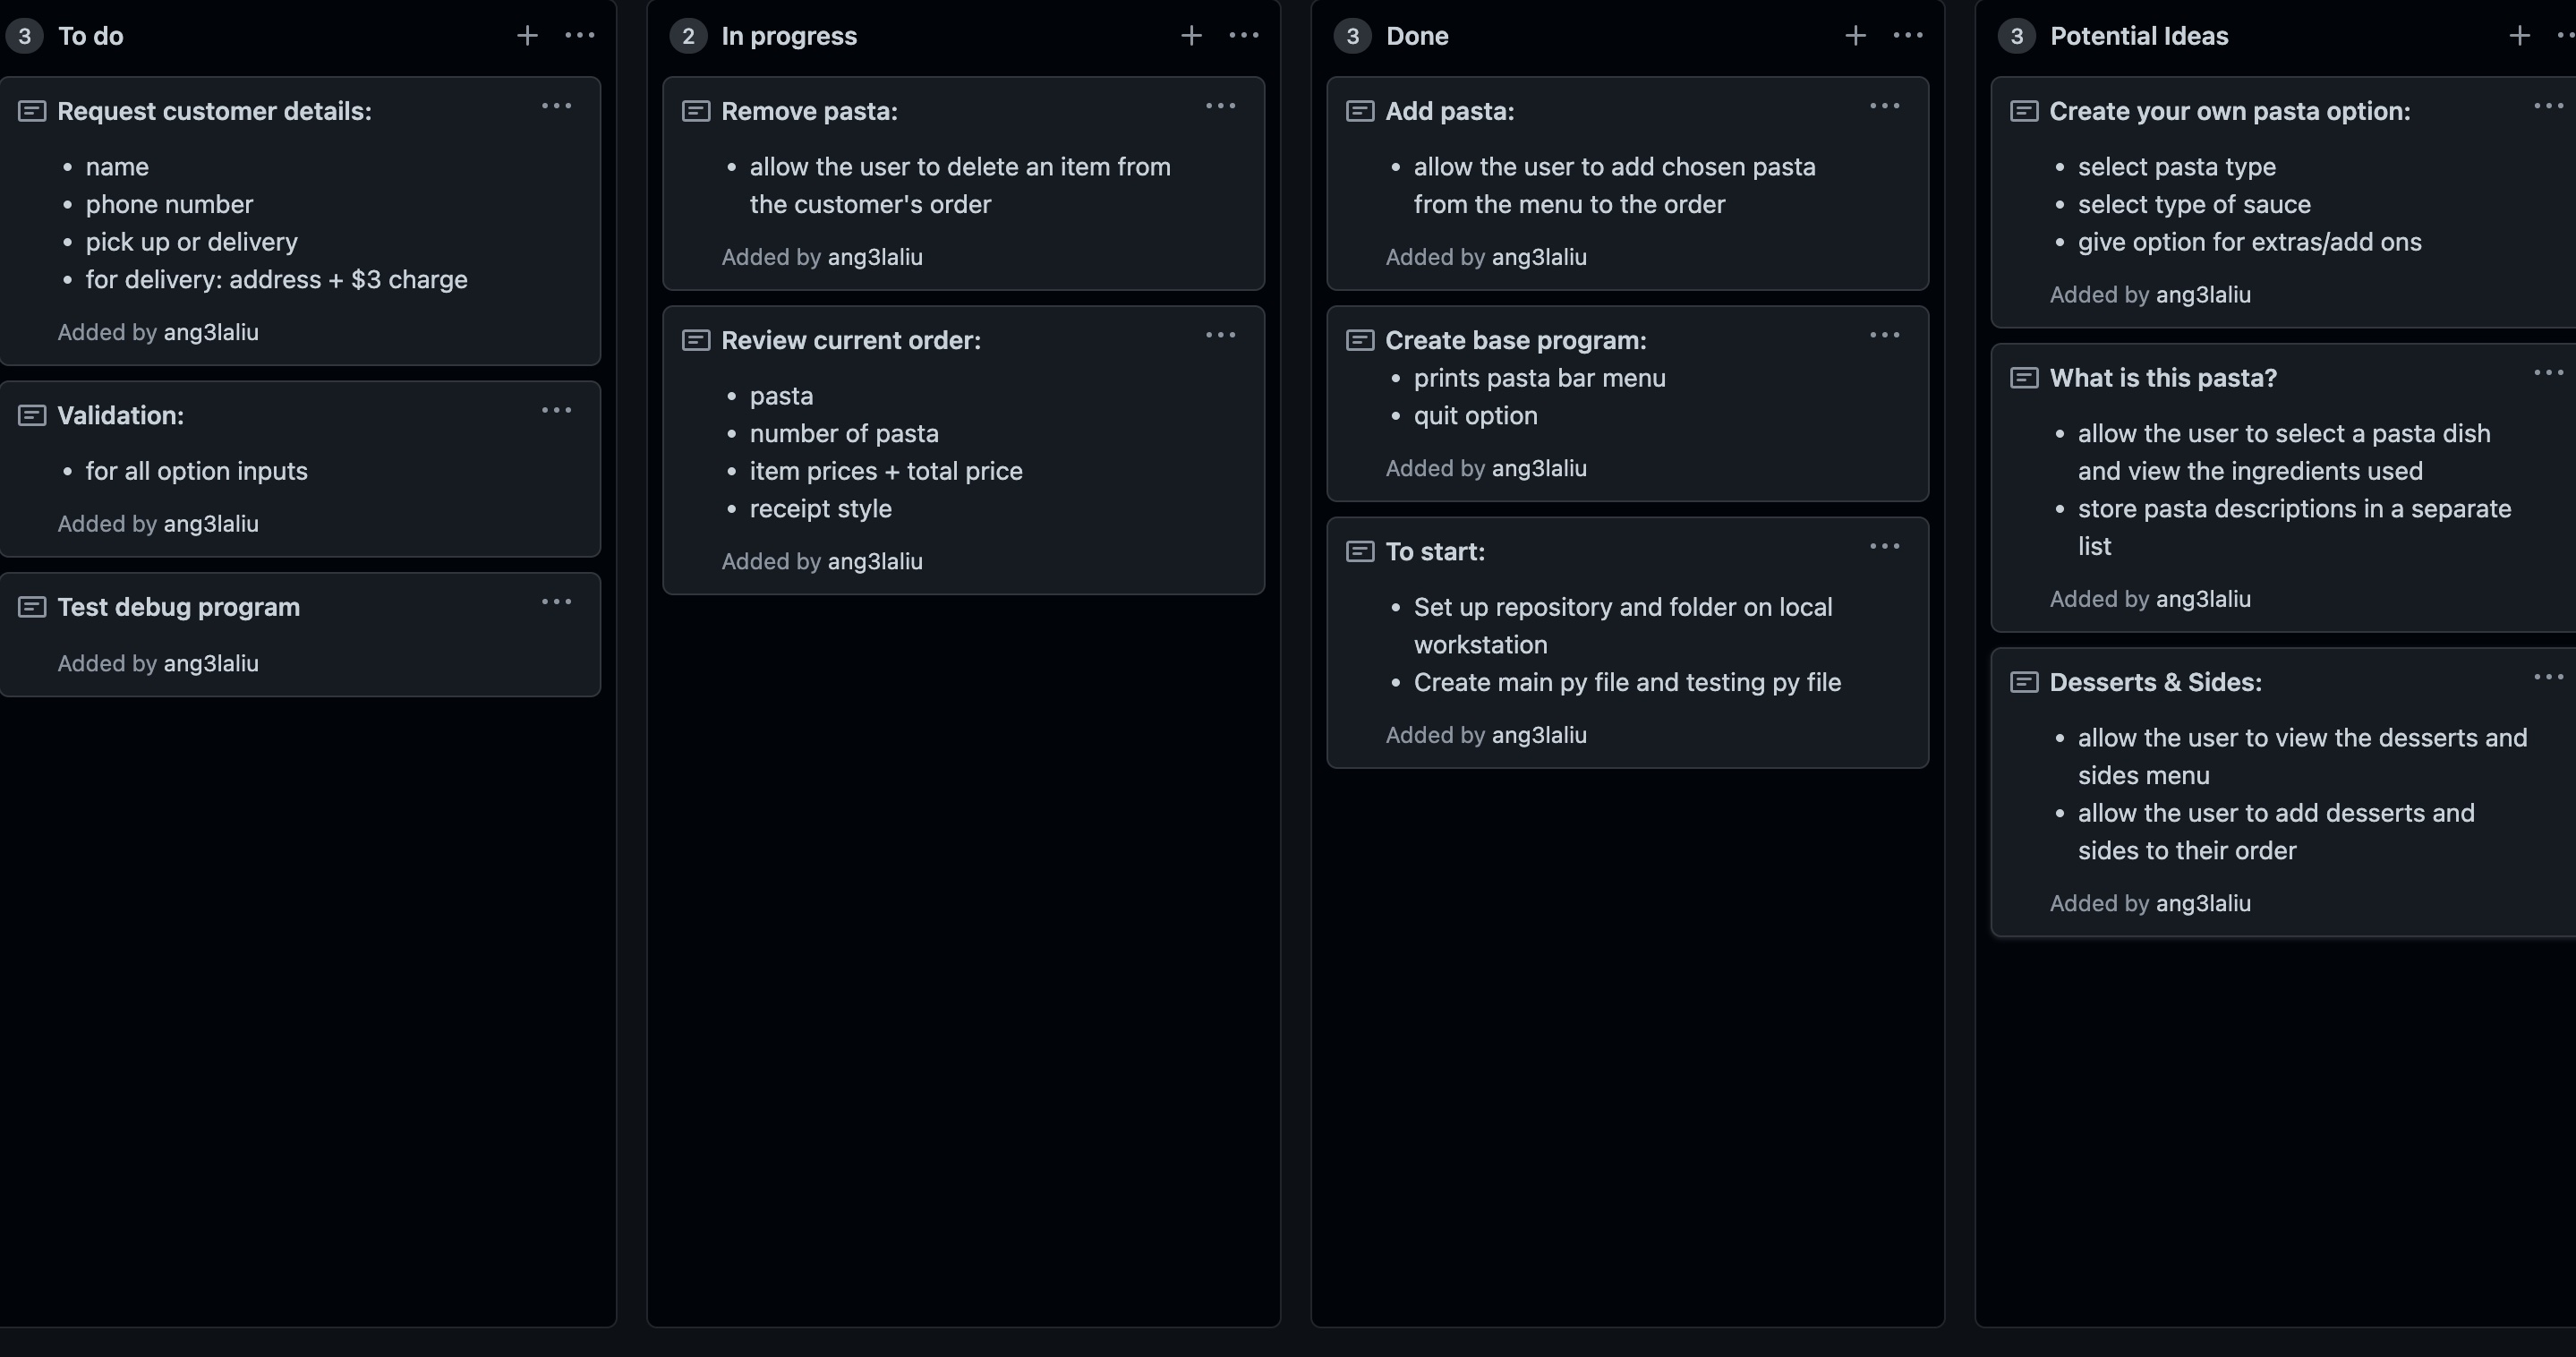 3 To do
Request customer details:
• name
• phone number
• pick up or delivery
• for delivery: address + $3 charge
Added by ang3laliu
Validation:
• for all option inputs
Added by ang3laliu
Test debug program
Added by ang3laliu
2 In progress
Remove pasta:
• allow the user to delete an item from
the customer's order
Added by ang3laliu
Review current order:
• pasta
• number of pasta
• item prices + total price
• receipt style
Added by ang3laliu
3 Done
Add pasta:
• allow the user to add chosen pasta
from the menu to the order
Added by ang3laliu
Create base program:
• prints pasta bar menu
• quit option
Added by ang3laliu
To start:
• Set up repository and folder on local
workstation
• Create main py file and testing py file
Added by ang3laliu
3 Potential Ideas
Create your own pasta option:
• select pasta type
• select type of sauce
• give option for extras/add ons
Added by ang3laliu
What is this pasta?
• allow the user to select a pasta dish
and view the ingredients used
• store pasta descriptions in a separate
list
Added by ang3laliu
Desserts & Sides:
• allow the user to view the desserts and
sides menu
• allow the user to add desserts and
sides to their order
Added by ang3laliu